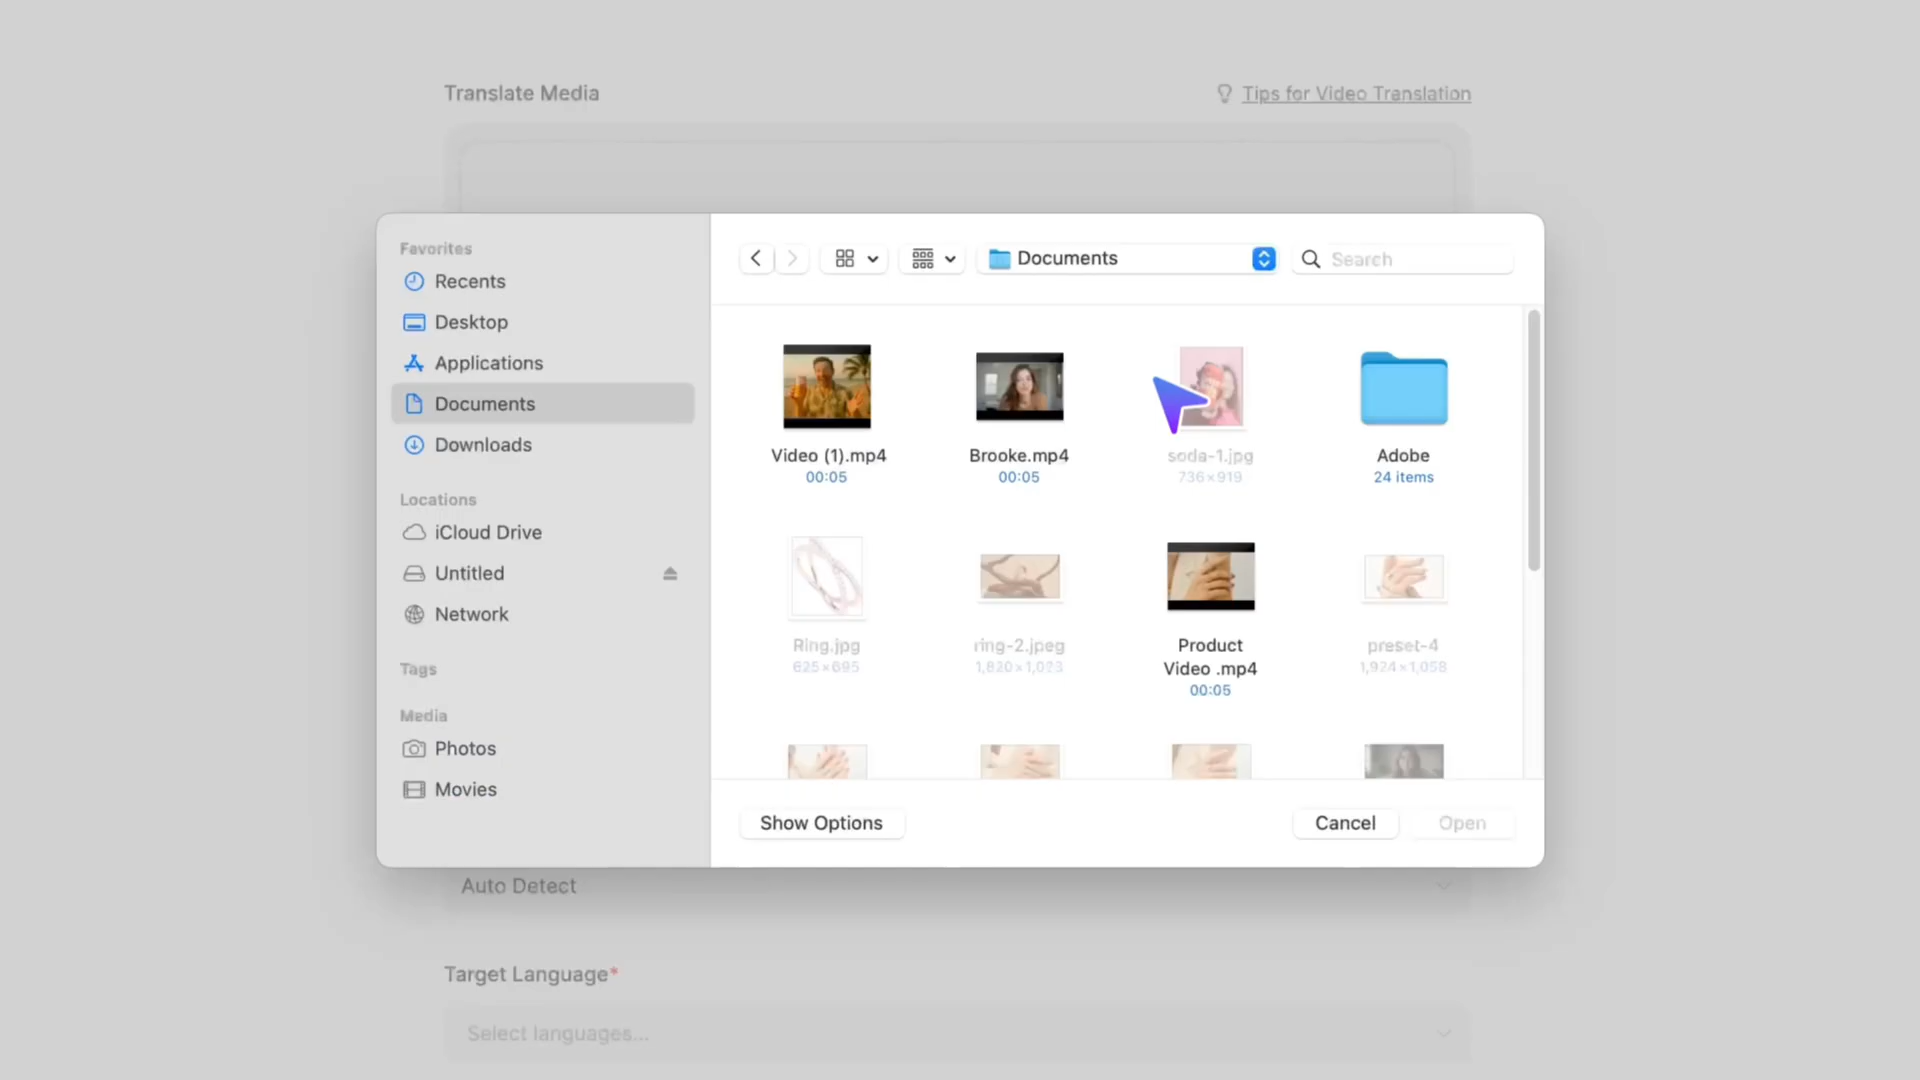 Translate Media
Tips for Video Translation
Favorites
Recents
Desktop
Applications
Documents
Downloads
Locations
iCloud Drive
Untitled
Network
Tags
Media
Photos
Movies
Documents
Search
Video (1).mp4
00:05
Brooke.mp4
00:05
soda-1.jpg
736×919
Adobe
24 items
Ring.jpg
625×695
ring-2.jpeg
1,820×1,023
Product
Video .mp4
00:05
preset-4
1,924×1,058
Show Options
Cancel
Open
Auto Detect
Target Language*
Select languages...